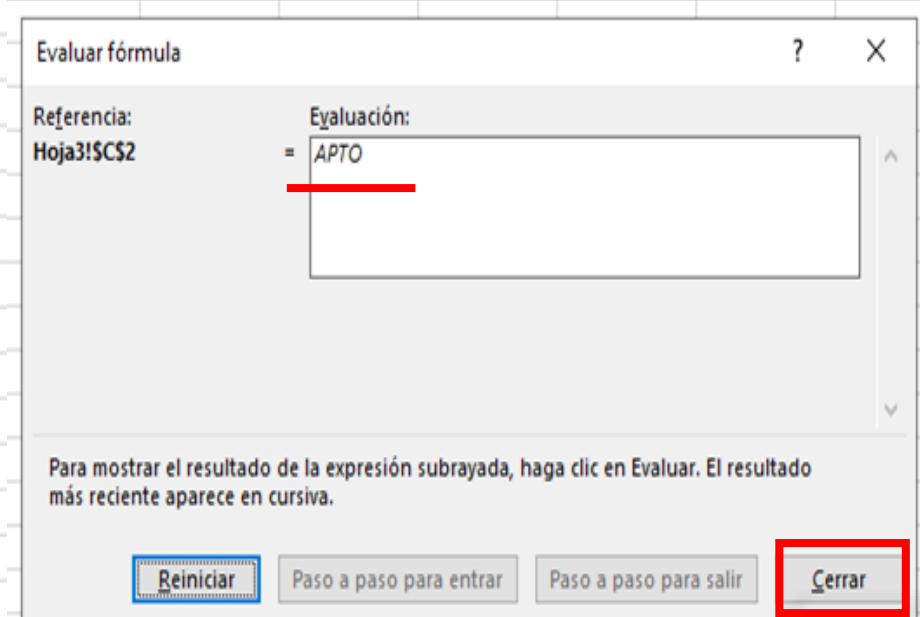 Evaluar fórmula ? X
Referencia: Evaluación:
Hoja3!$C$2 = APTO
Para mostrar el resultado de la expresión subrayada, haga clic en Evaluar. El resultado
más reciente aparece en cursiva.
Reiniciar Paso a paso para entrar Paso a paso para salir Cerrar